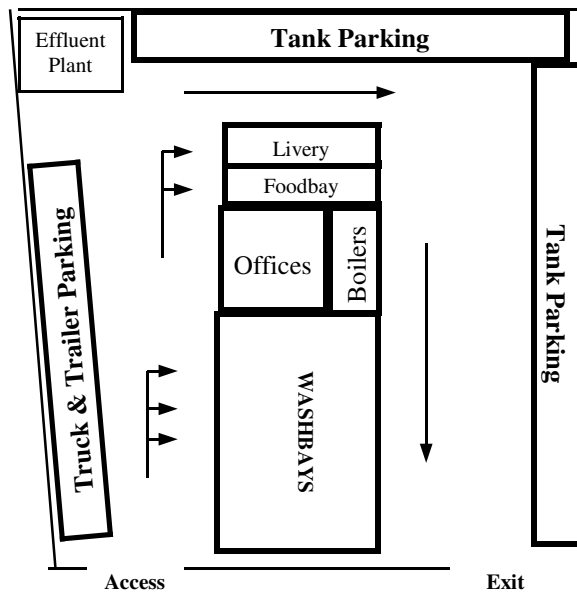 Effluent
Plant
Tank Parking
Livery
Foodbay
Offices
Boilers
Tank Parking
Truck & Trailer Parking
WASHBAYS
Access
Exit